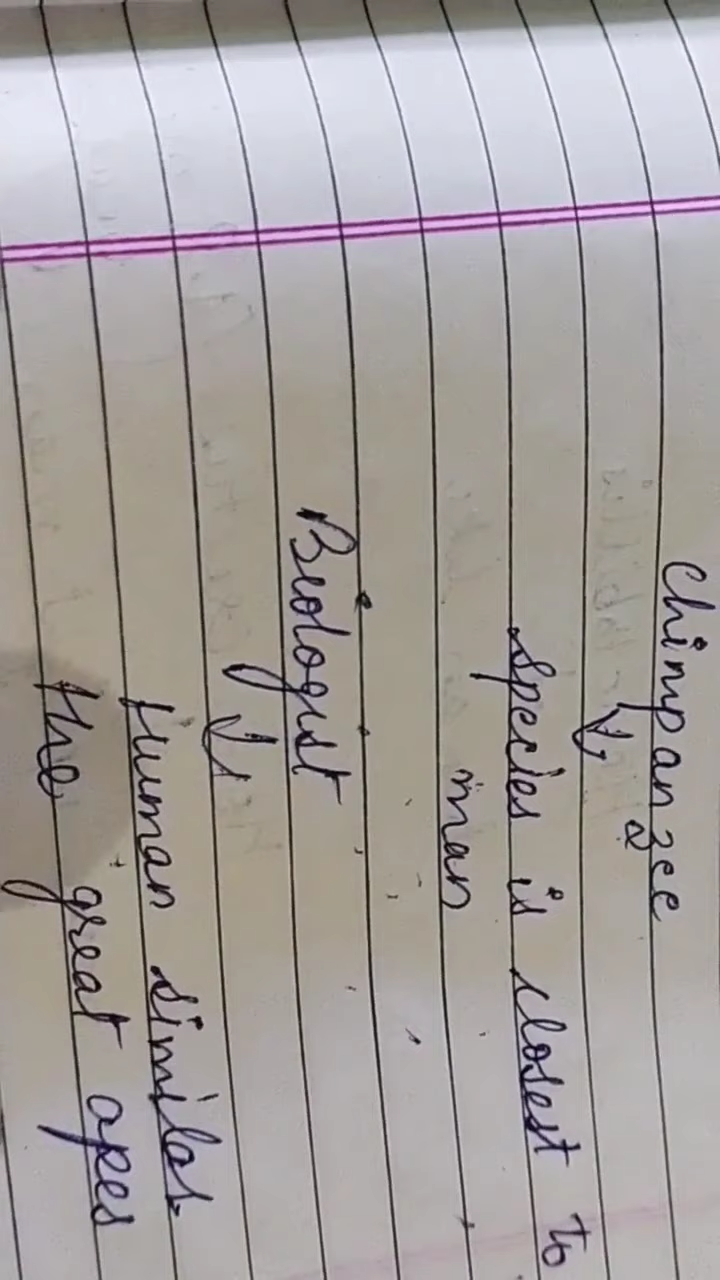 Chimpanzee
↓
species is closest to
man
Biologist
↓
Human similar
the great apes